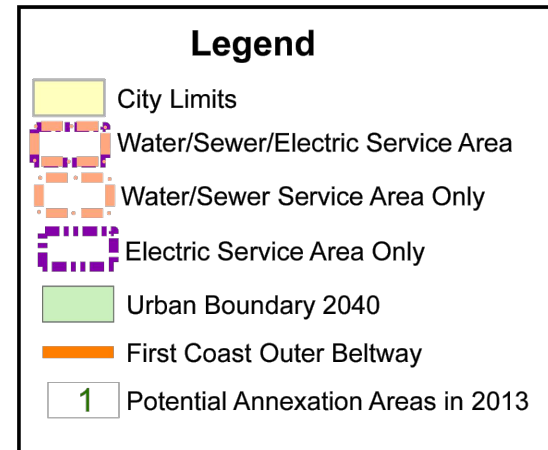 Legend
City Limits
Water/Sewer/Electric Service Area
Water/Sewer Service Area Only
Electric Service Area Only
Urban Boundary 2040
First Coast Outer Beltway
1 Potential Annexation Areas in 2013